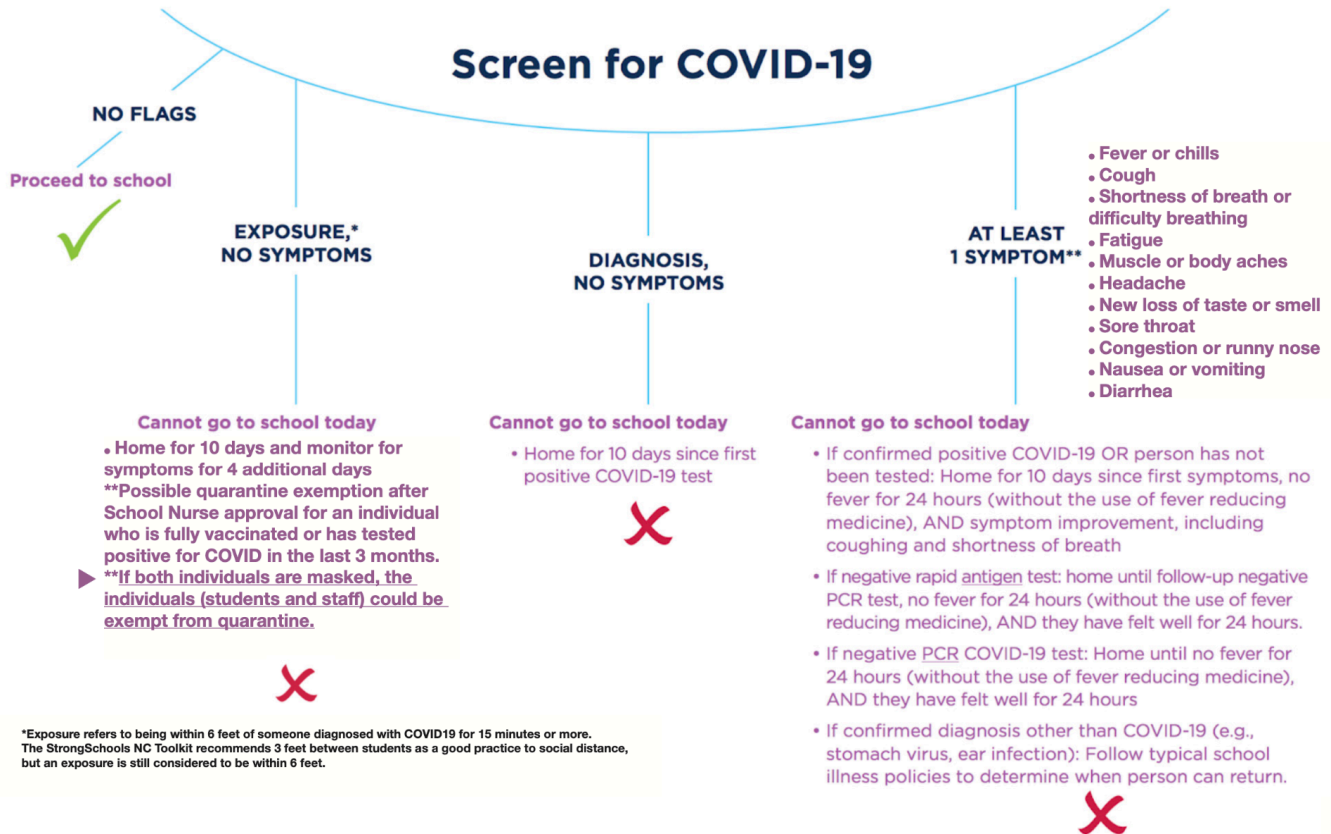 Screen for COVID-19
NO FLAGS
Proceed to school
EXPOSURE,*
NO SYMPTOMS
Cannot go to school today
• Home for 10 days and monitor for
symptoms for 4 additional days
**Possible quarantine exemption after
School Nurse approval for an individual
who is fully vaccinated or has tested
positive for COVID in the last 3 months.
**If both individuals are masked, the
individuals (students and staff) could be
exempt from quarantine.
*Exposure refers to being within 6 feet of someone diagnosed with COVID19 for 15 minutes or more.
The StrongSchools NC Toolkit recommends 3 feet between students as a good practice to social distance,
but an exposure is still considered to be within 6 feet.
DIAGNOSIS,
NO SYMPTOMS
Cannot go to school today
• Home for 10 days since first
positive COVID-19 test
AT LEAST
1 SYMPTOM**
• Fever or chills
• Cough
• Shortness of breath or
difficulty breathing
• Fatigue
• Muscle or body aches
• Headache
• New loss of taste or smell
• Sore throat
• Congestion or runny nose
• Nausea or vomiting
• Diarrhea
Cannot go to school today
• If confirmed positive COVID-19 OR person has not
been tested: Home for 10 days since first symptoms, no
fever for 24 hours (without the use of fever reducing
medicine), AND symptom improvement, including
coughing and shortness of breath
• If negative rapid antigen test: home until follow-up negative
PCR test, no fever for 24 hours (without the use of fever
reducing medicine), AND they have felt well for 24 hours.
• If negative PCR COVID-19 test: Home until no fever for
24 hours (without the use of fever reducing medicine),
AND they have felt well for 24 hours
• If confirmed diagnosis other than COVID-19 (e.g.,
stomach virus, ear infection): Follow typical school
illness policies to determine when person can return.